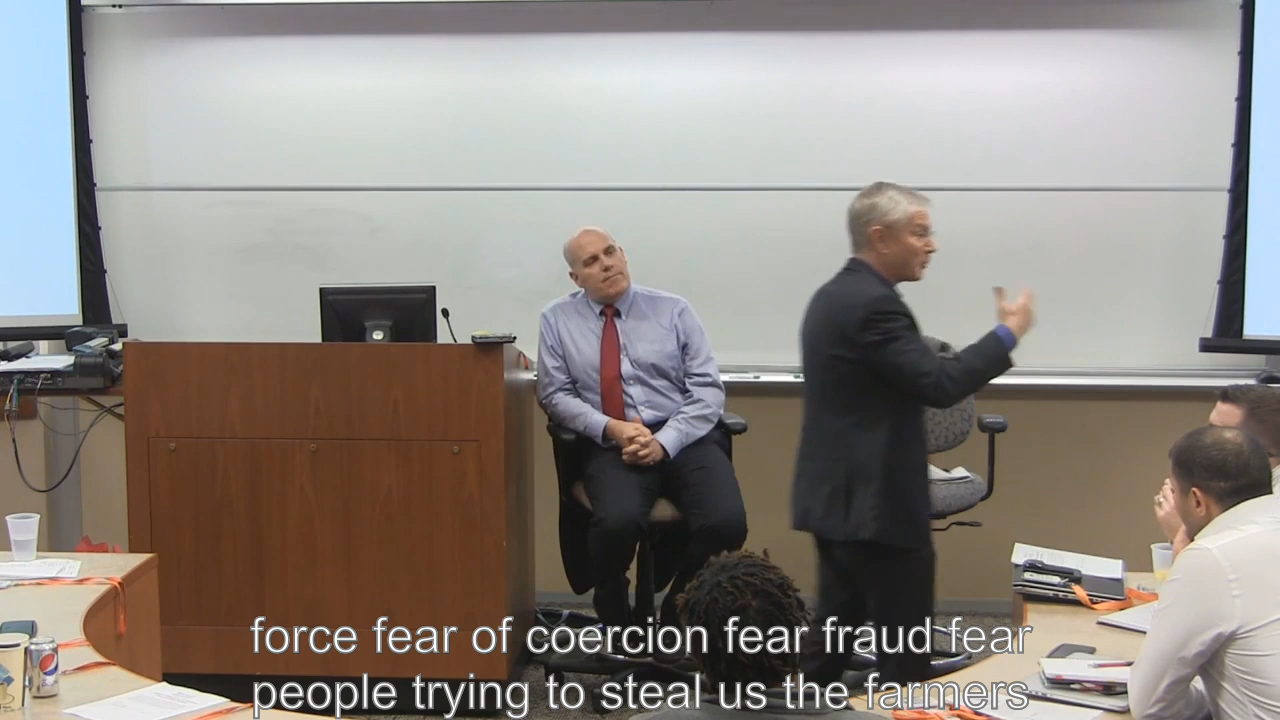 force fear of coercion fear fraud fear
people trying to steal us the farmers